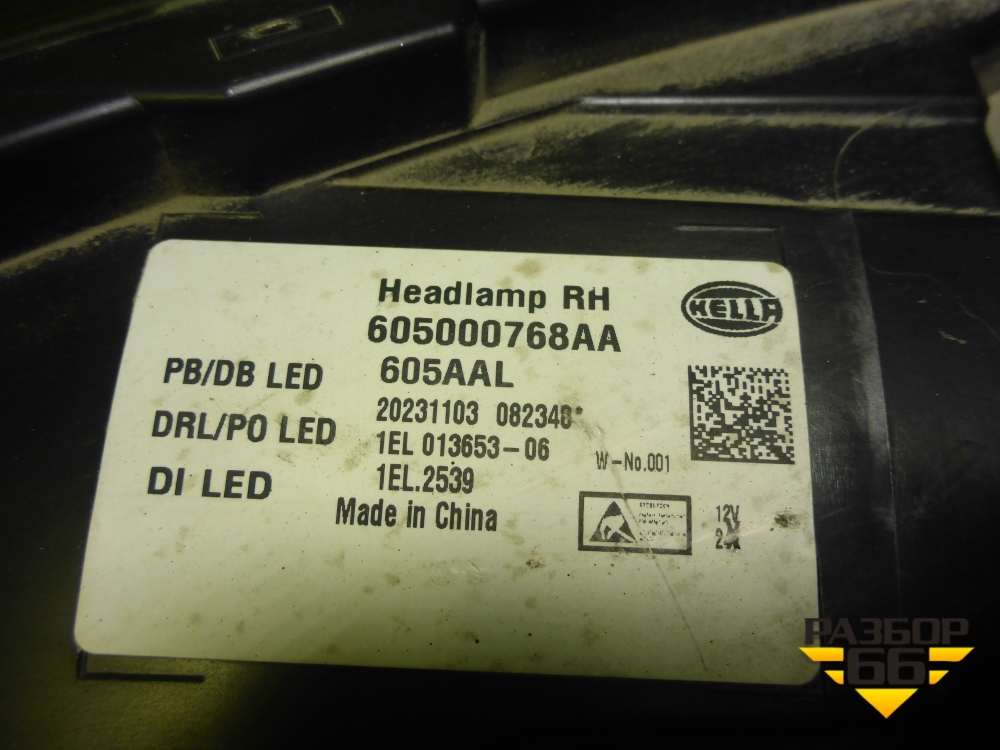 Headlamp RH
HELLA
605000768AA
PB/DB LED 605AAL
20231103 082348*
DRL/PO LED
1EL 013653-06
W-No.001
DI LED 1EL.2539
Made in China
12V
РАЗБОР
66